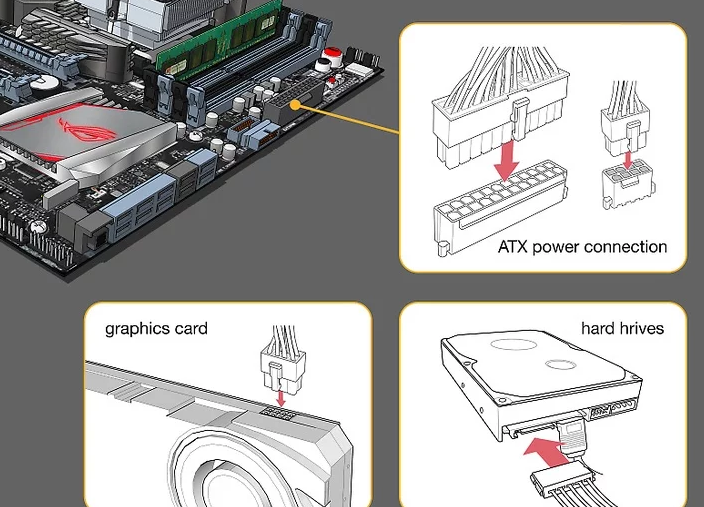 ATX power connection
graphics card
hard hrives